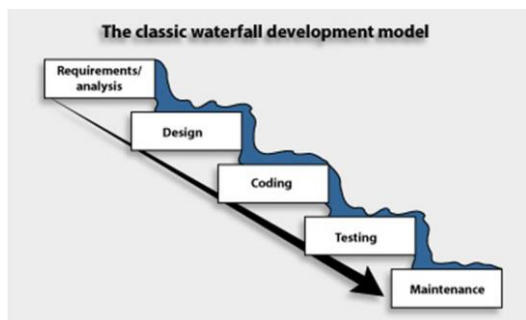 The classic waterfall development model
Requirements/
analysis
Design
Coding
Testing
Maintenance